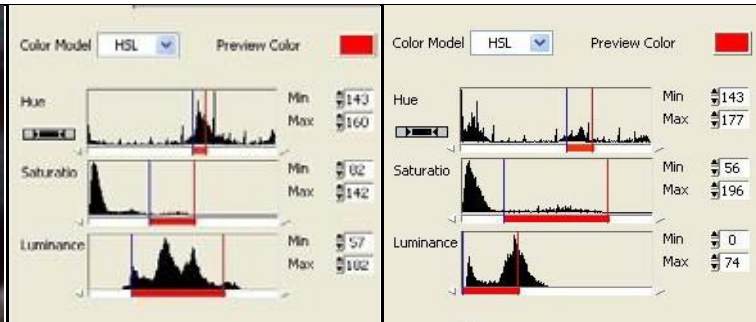 Color Model HSL Preview Color
Hue Min 143
Max 160
Saturatio Min 82
Max 142
Luminance Min 57
Max 182
Color Model HSL Preview Color
Hue Min 143
Max 177
Saturatio Min 56
Max 196
Luminance Min 0
Max 74